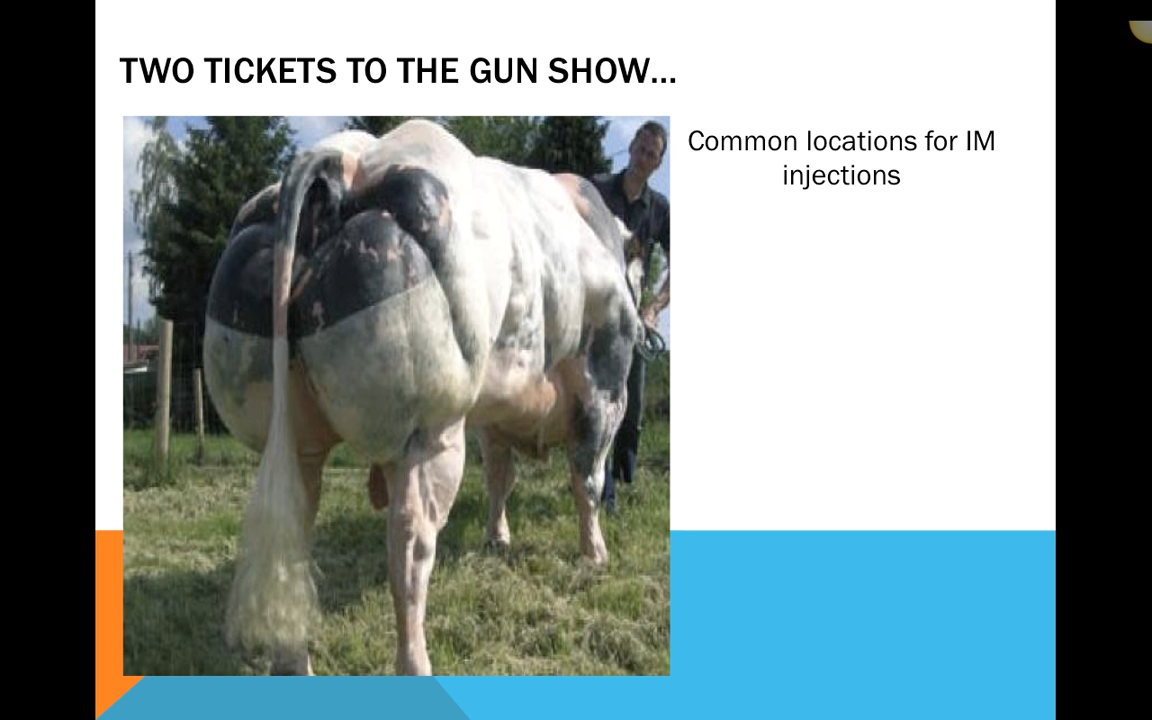 TWO TICKETS TO THE GUN SHOW...
Common locations for IM
injections